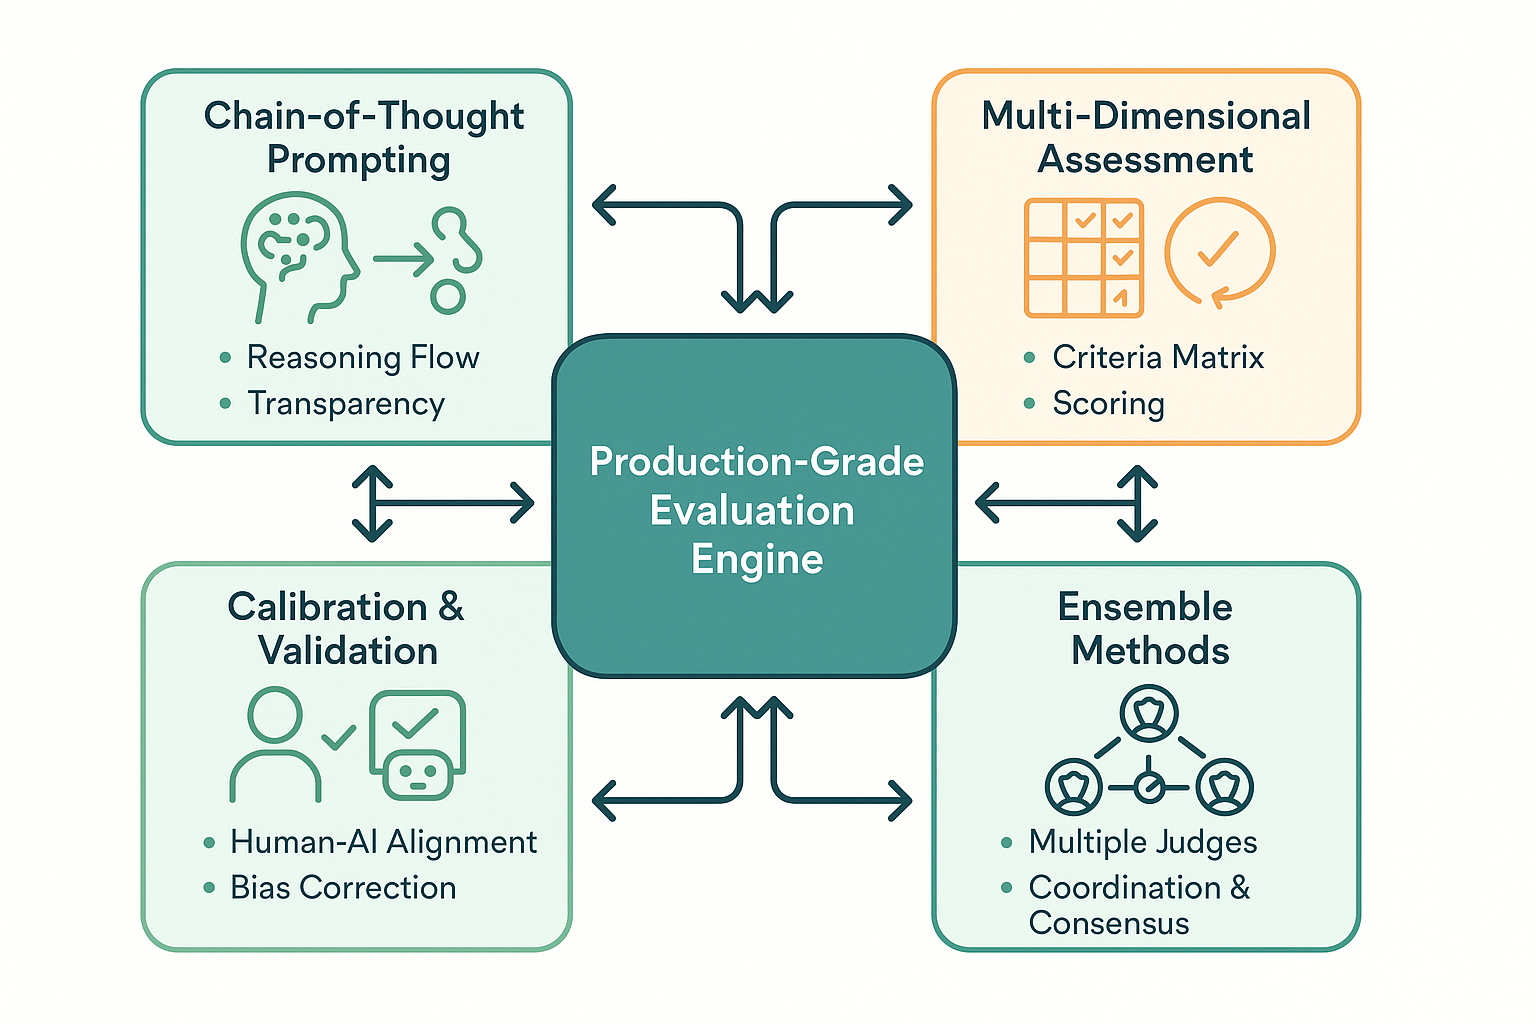 Chain-of-Thought
Prompting
• Reasoning Flow
• Transparency
Multi-Dimensional
Assessment
• Criteria Matrix
• Scoring
Production-Grade
Evaluation
Engine
Calibration &
Validation
• Human-AI Alignment
• Bias Correction
Ensemble
Methods
• Multiple Judges
• Coordination &
Consensus